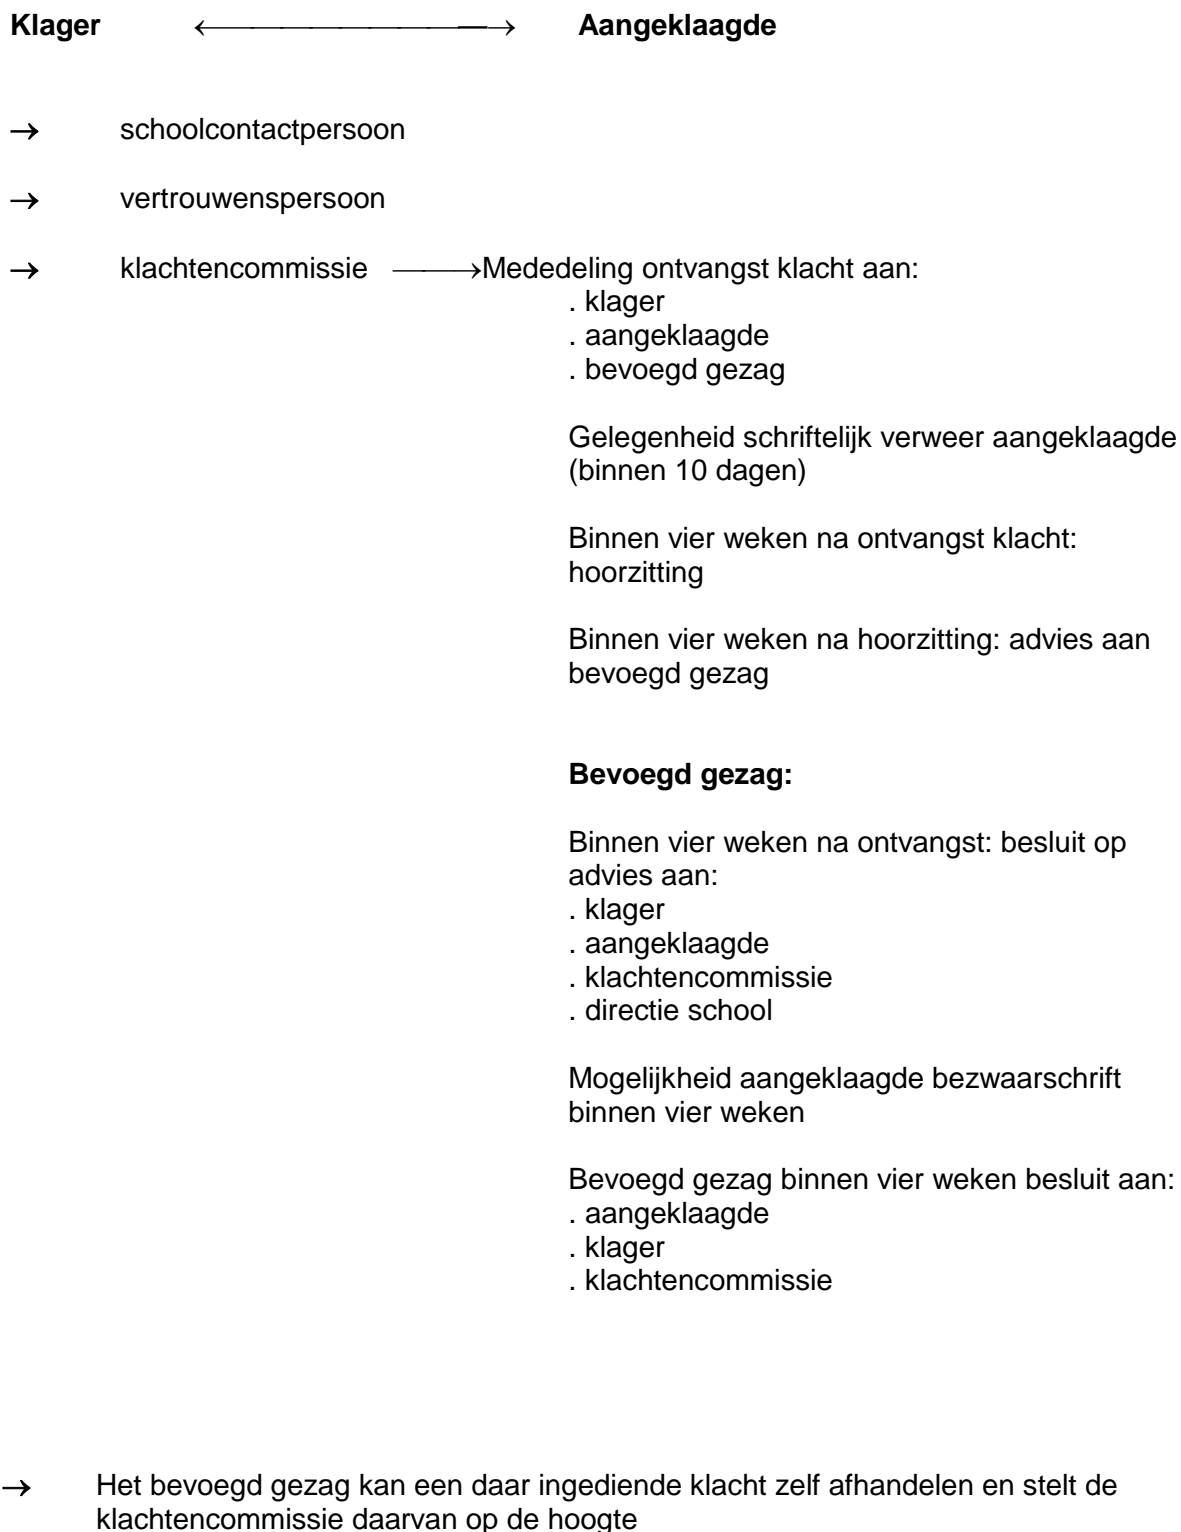 Klager ←——————→ Aangeklaagde
→ schoolcontactpersoon
→ vertrouwenspersoon
→ klachtencommissie ———→Mededeling ontvangst klacht aan:
. klager
. aangeklaagde
. bevoegd gezag
Gelegenheid schriftelijk verweer aangeklaagde
(binnen 10 dagen)
Binnen vier weken na ontvangst klacht:
hoorzitting
Binnen vier weken na hoorzitting: advies aan
bevoegd gezag
Bevoegd gezag:
Binnen vier weken na ontvangst: besluit op
advies aan:
. klager
. aangeklaagde
. klachtencommissie
. directie school
Mogelijkheid aangeklaagde bezwaarschrift
binnen vier weken
Bevoegd gezag binnen vier weken besluit aan:
. aangeklaagde
. klager
. klachtencommissie
→ Het bevoegd gezag kan een daar ingediende klacht zelf afhandelen en stelt de
klachtencommissie daarvan op de hoogte